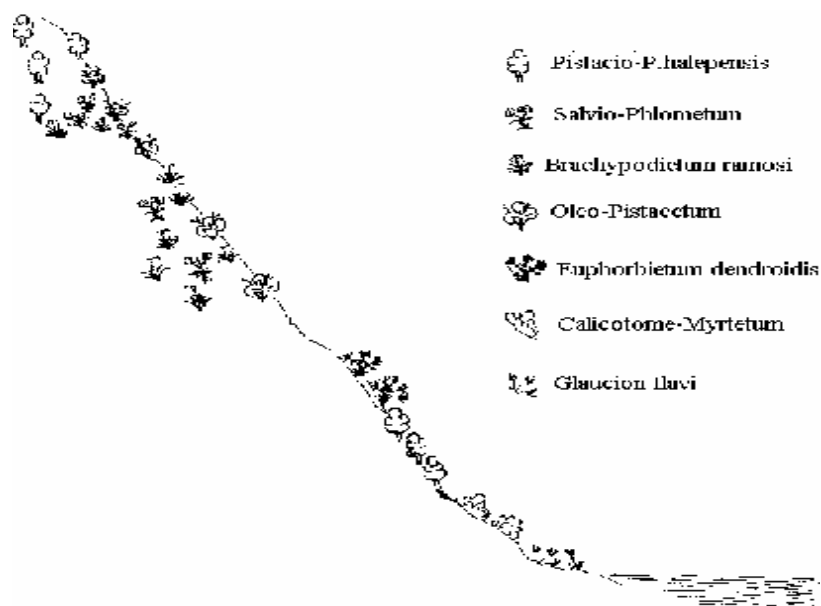 Pistacio-P.halepensis
Salvio-Phlometum
Brachypodietum ramosi
Oleo-Pistacetum
Euphorbietum dendroidis
Calicotome-Myrtetum
Glaucion flavi